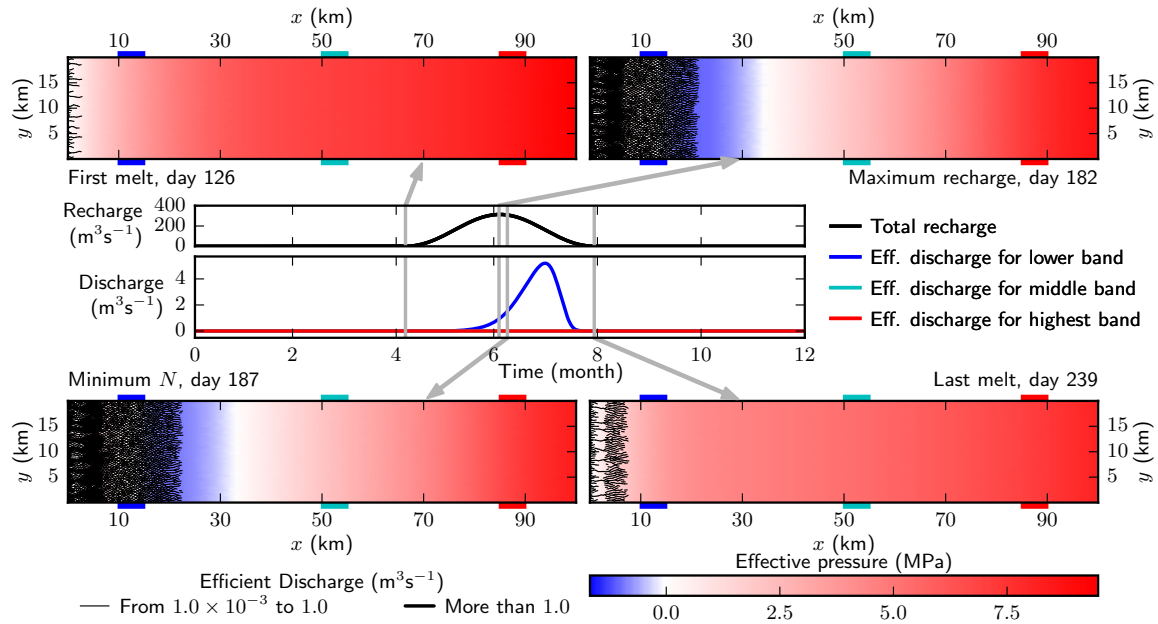 x (km)
x (km)
10 30 50 70 90
10 30 50 70 90
y (km)
15
10
5
15
10
5
y (km)
First melt, day 126
Maximum recharge, day 182
Recharge
(m³s⁻¹)
400
200
0
Discharge
(m³s⁻¹)
4
2
0
0 2 4 6 8 10 12
Time (month)
Total recharge
Eff. discharge for lower band
Eff. discharge for middle band
Eff. discharge for highest band
Minimum N, day 187
Last melt, day 239
y (km)
15
10
5
15
10
5
y (km)
10 30 50 70 90
10 30 50 70 90
x (km)
x (km)
Efficient Discharge (m³s⁻¹)
From 1.0 × 10⁻³ to 1.0
More than 1.0
Effective pressure (MPa)
0.0 2.5 5.0 7.5